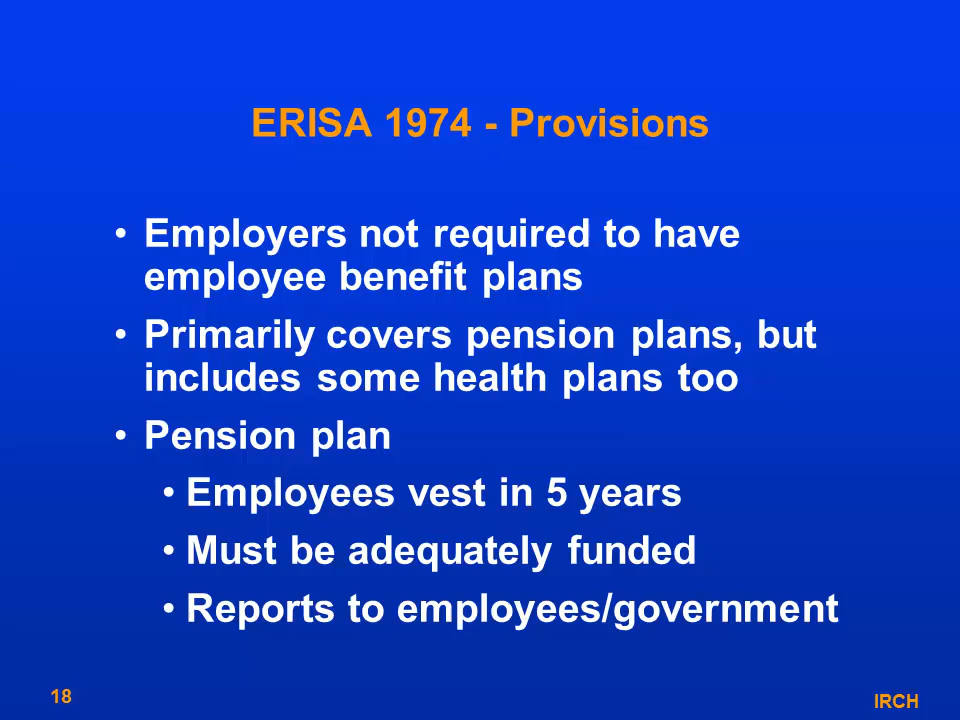 ERISA 1974 - Provisions
• Employers not required to have
employee benefit plans
• Primarily covers pension plans, but
includes some health plans too
• Pension plan
• Employees vest in 5 years
• Must be adequately funded
• Reports to employees/government
18
IRCH